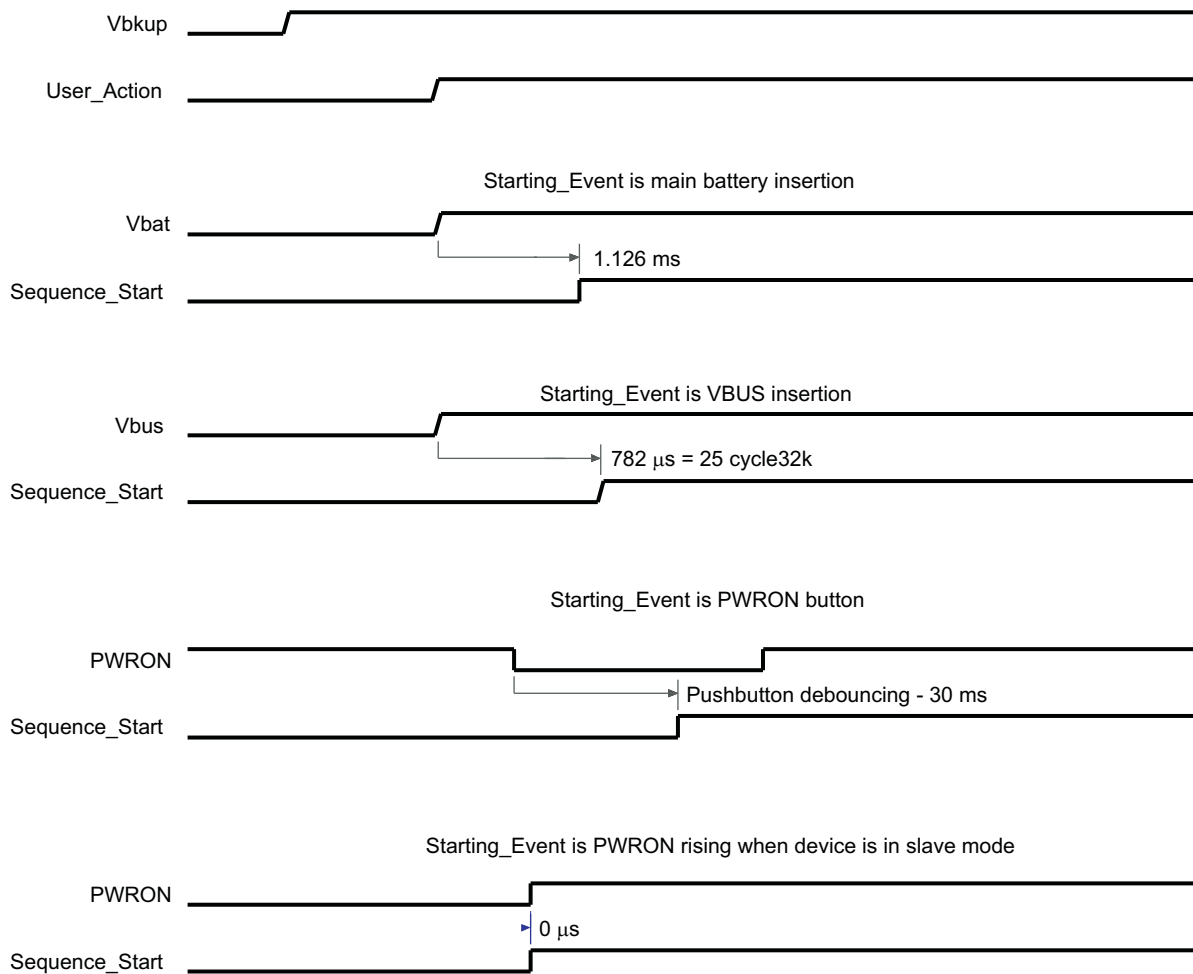 Vbkup
User_Action
Starting_Event is main battery insertion
Vbat
1.126 ms
Sequence_Start
Starting_Event is VBUS insertion
Vbus
782 μs = 25 cycle32k
Sequence_Start
Starting_Event is PWRON button
PWRON
Pushbutton debouncing - 30 ms
Sequence_Start
Starting_Event is PWRON rising when device is in slave mode
PWRON
0 μs
Sequence_Start